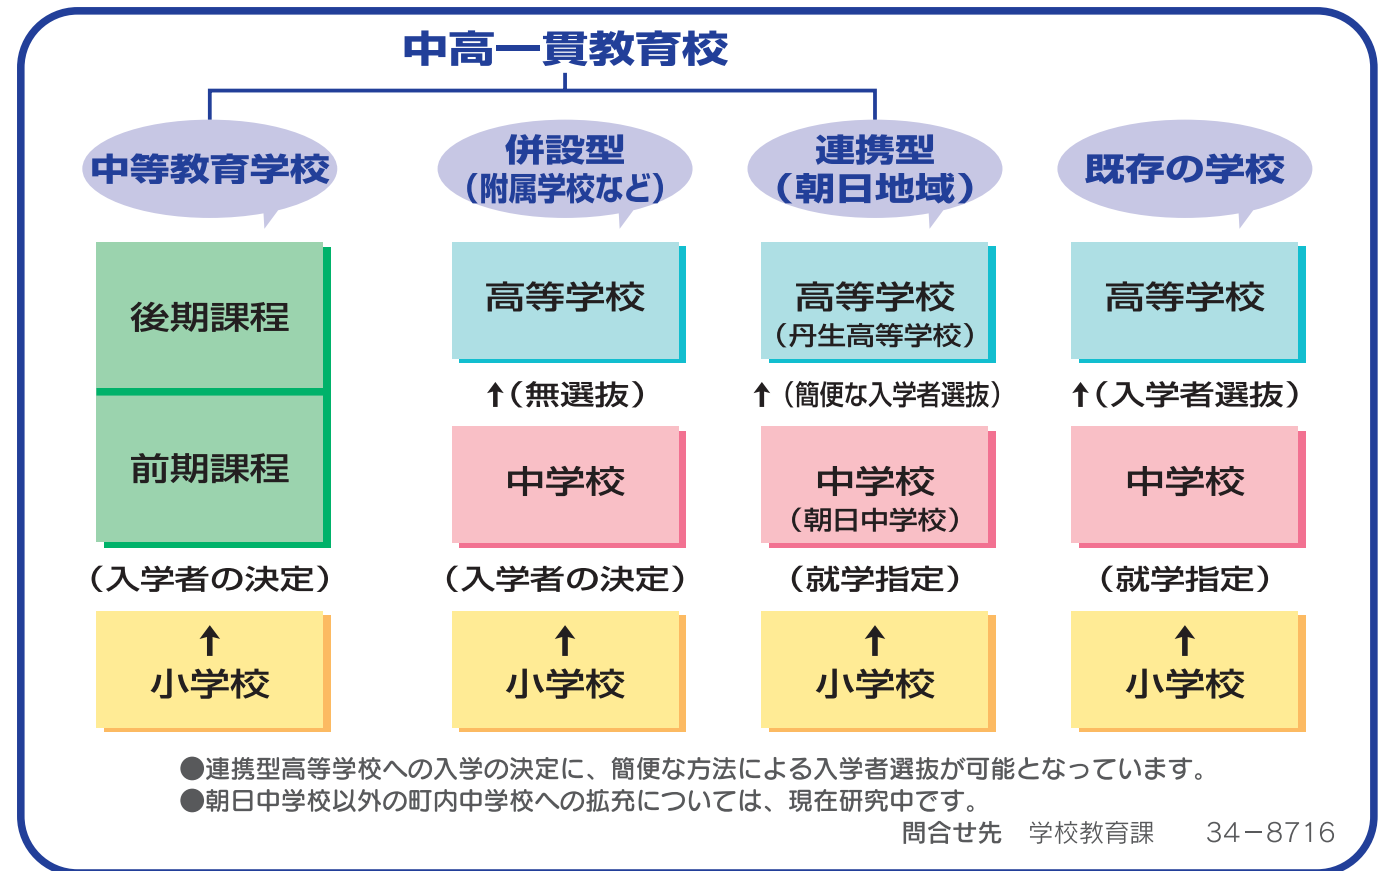 中高一貫教育校
中等教育学校
後期課程
前期課程
(入学者の決定)
↑
小学校
併設型
(附属学校など)
高等学校
↑(無選抜)
中学校
(入学者の決定)
↑
小学校
連携型
(朝日地域)
高等学校
(丹生高等学校)
↑(簡便な入学者選抜)
中学校
(朝日中学校)
(就学指定)
↑
小学校
既存の学校
高等学校
↑(入学者選抜)
中学校
(就学指定)
↑
小学校
●連携型高等学校への入学の決定に、簡便な方法による入学者選抜が可能となっています。
●朝日中学校以外の町内中学校への拡充については、現在研究中です。
問合せ先　学校教育課　34-8716